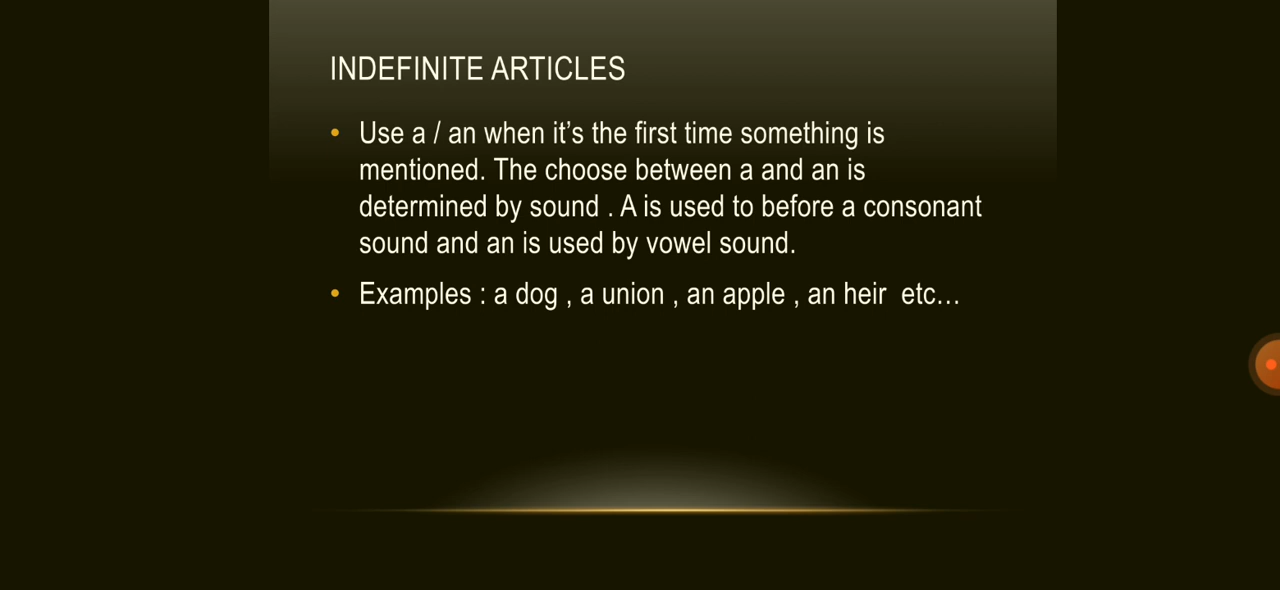 INDEFINITE ARTICLES
• Use a / an when it’s the first time something is
mentioned. The choose between a and an is
determined by sound . A is used to before a consonant
sound and an is used by vowel sound.
• Examples : a dog , a union , an apple , an heir  etc…